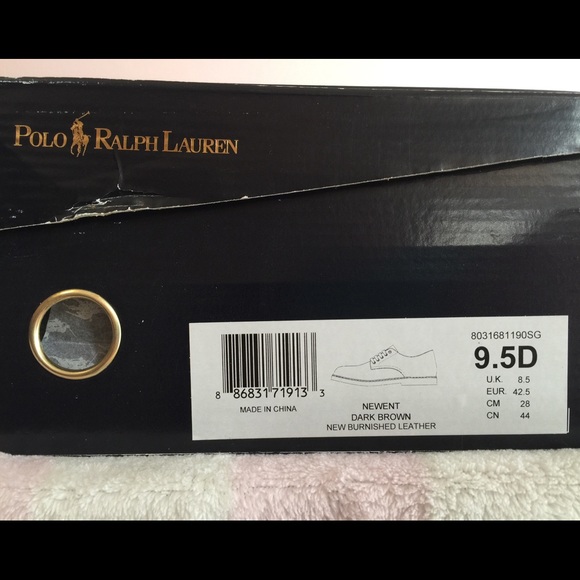 POLO RALPH LAUREN
8031681190SG
9.5D
U.K. 8.5
EUR. 42.5
CM 28
CN 44
8 86831 71913 3
MADE IN CHINA
NEWENT
DARK BROWN
NEW BURNISHED LEATHER